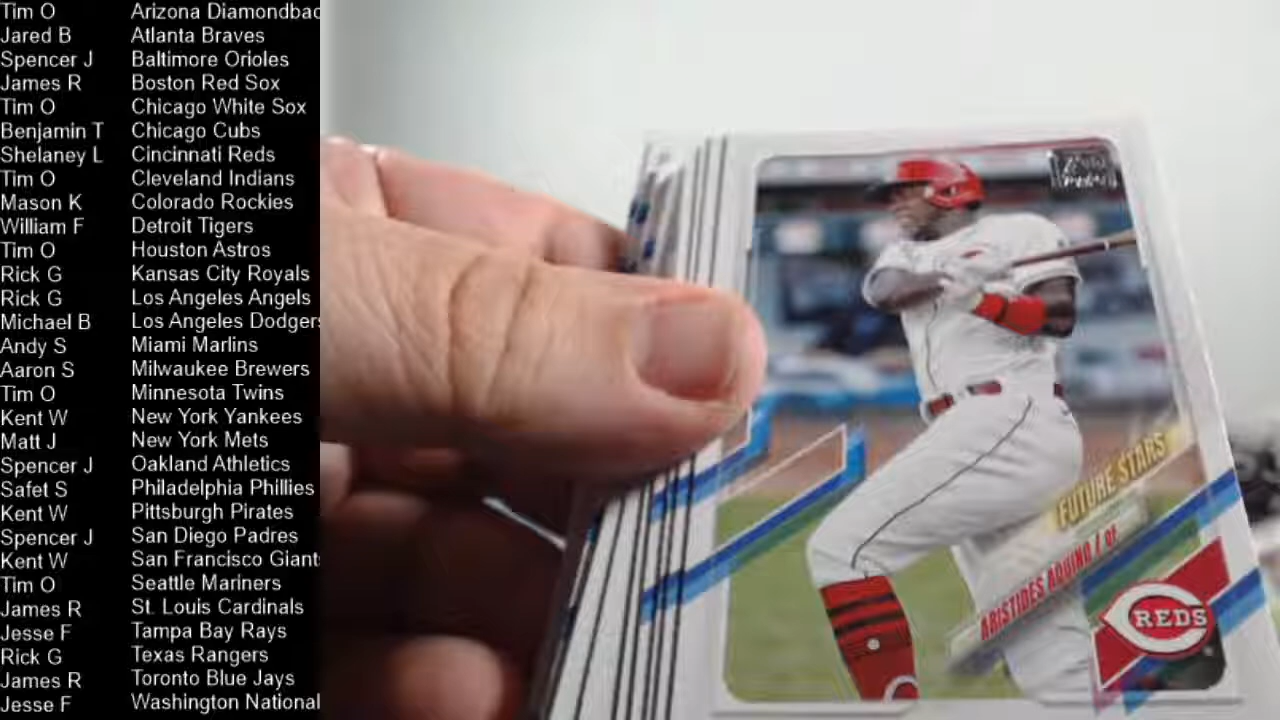 Tim O Arizona Diamondbac
Jared B Atlanta Braves
Spencer J Baltimore Orioles
James R Boston Red Sox
Tim O Chicago White Sox
Benjamin T Chicago Cubs
Shelaney L Cincinnati Reds
Tim O Cleveland Indians
Mason K Colorado Rockies
William F Detroit Tigers
Tim O Houston Astros
Rick G Kansas City Royals
Rick G Los Angeles Angels
Michael B Los Angeles Dodgers
Andy S Miami Marlins
Aaron S Milwaukee Brewers
Tim O Minnesota Twins
Kent W New York Yankees
Matt J New York Mets
Spencer J Oakland Athletics
Safet S Philadelphia Phillies
Kent W Pittsburgh Pirates
Spencer J San Diego Padres
Kent W San Francisco Giants
Tim O Seattle Mariners
James R St. Louis Cardinals
Jesse F Tampa Bay Rays
Rick G Texas Rangers
James R Toronto Blue Jays
Jesse F Washington National
FUTURE STARS
ARISTIDES AQUINO / OF
REDS